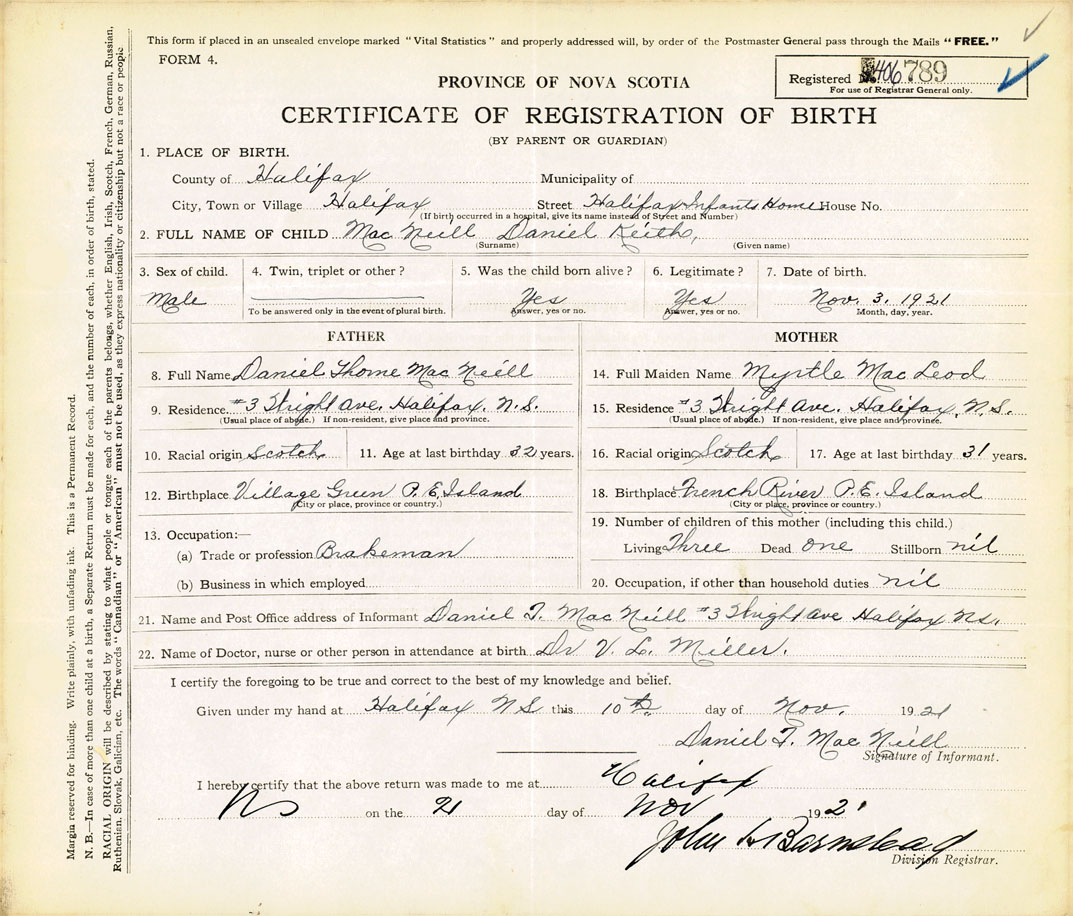 This form if placed in an unsealed envelope marked "Vital Statistics" and properly addressed will, by order of the Postmaster General pass through the Mails "FREE."
FORM 4.
Registered No. 406 789
For use of Registrar General only.
PROVINCE OF NOVA SCOTIA
CERTIFICATE OF REGISTRATION OF BIRTH
(BY PARENT OR GUARDIAN)
1. PLACE OF BIRTH.
County of Halifax Municipality of
City, Town or Village Halifax Street Halifax Infants Home House No.
(If birth occurred in a hospital, give its name instead of Street and Number)
2. FULL NAME OF CHILD Mac Neill Daniel Keith,
(Surname) (Given name)
3. Sex of child. 4. Twin, triplet or other? 5. Was the child born alive? 6. Legitimate? 7. Date of birth.
Male Yes Yes Nov. 3. 1921
To be answered only in the event of plural birth. Answer, yes or no. Answer, yes or no. Month, day, year.
FATHER MOTHER
8. Full Name Daniel Thorne Mac Neill 14. Full Maiden Name Myrtle Mac Leod
9. Residence #3 Wright Ave. Halifax. N.S. 15. Residence #3 Wright Ave. Halifax, N.S.
(Usual place of abode.) If non-resident, give place and province. (Usual place of abode.) If non-resident, give place and province.
10. Racial origin Scotch 11. Age at last birthday 32 years. 16. Racial origin Scotch 17. Age at last birthday 31 years.
12. Birthplace Village Green P.E. Island 18. Birthplace French River P.E. Island
(City or place, province or country.) (City or place, province or country.)
13. Occupation:— 19. Number of children of this mother (including this child.)
(a) Trade or profession Brakeman Living Three Dead one Stillborn nil
(b) Business in which employed 20. Occupation, if other than household duties nil
21. Name and Post Office address of Informant Daniel T. Mac Neill #3 Wright Ave Halifax N.S.
22. Name of Doctor, nurse or other person in attendance at birth Dr V. L. Miller.
I certify the foregoing to be true and correct to the best of my knowledge and belief.
Given under my hand at Halifax N.S. this 10th day of Nov. 1921
Daniel T. Mac Neill
Signature of Informant.
I hereby certify that the above return was made to me at Halifax
NS on the 21 day of Nov 1921
John H Barnstead
Division Registrar.
Margin reserved for binding. Write plainly, with unfading ink. This is a Permanent Record.
N. B.—In case of more than one child at a birth, a Separate Return must be made for each, and the number of each, in order of birth, stated.
RACIAL ORIGIN will be described by stating to what people or tongue each of the parents belongs, whether English, Irish, Scotch, French, German, Russian,
Ruthenian, Slovak, Galician, etc. The words "Canadian" or "American" must not be used, as they express nationality or citizenship but not a race or people